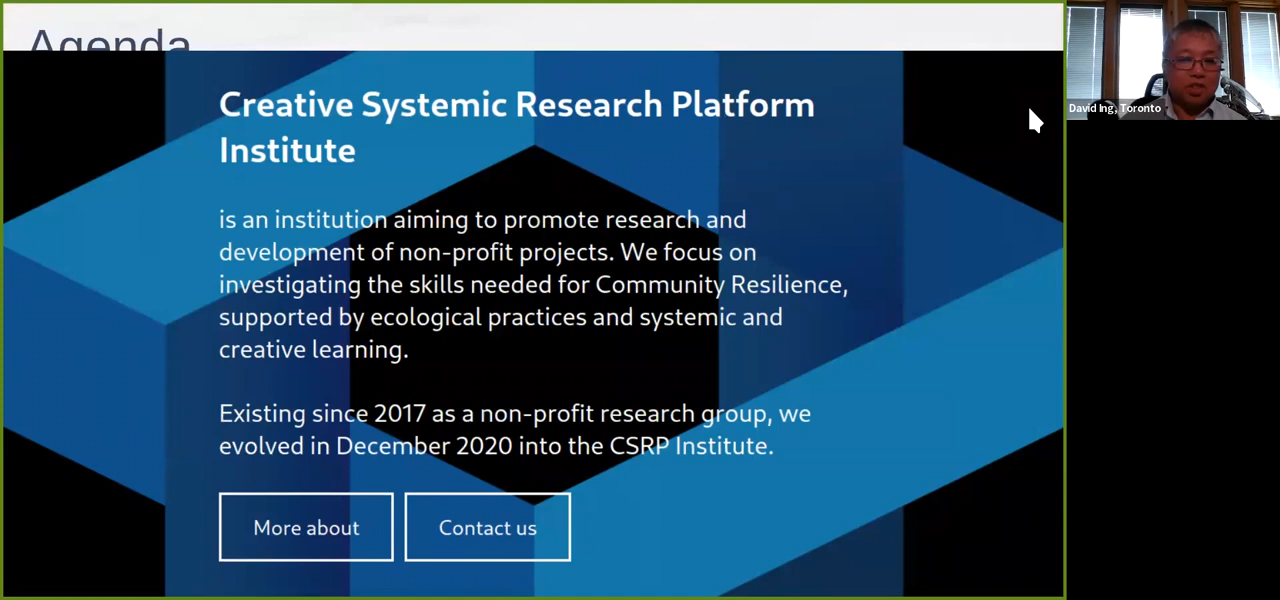 Agenda
Creative Systemic Research Platform
Institute
is an institution aiming to promote research and
development of non-profit projects. We focus on
investigating the skills needed for Community Resilience,
supported by ecological practices and systemic and
creative learning.
Existing since 2017 as a non-profit research group, we
evolved in December 2020 into the CSRP Institute.
More about
Contact us
David Ing, Toronto